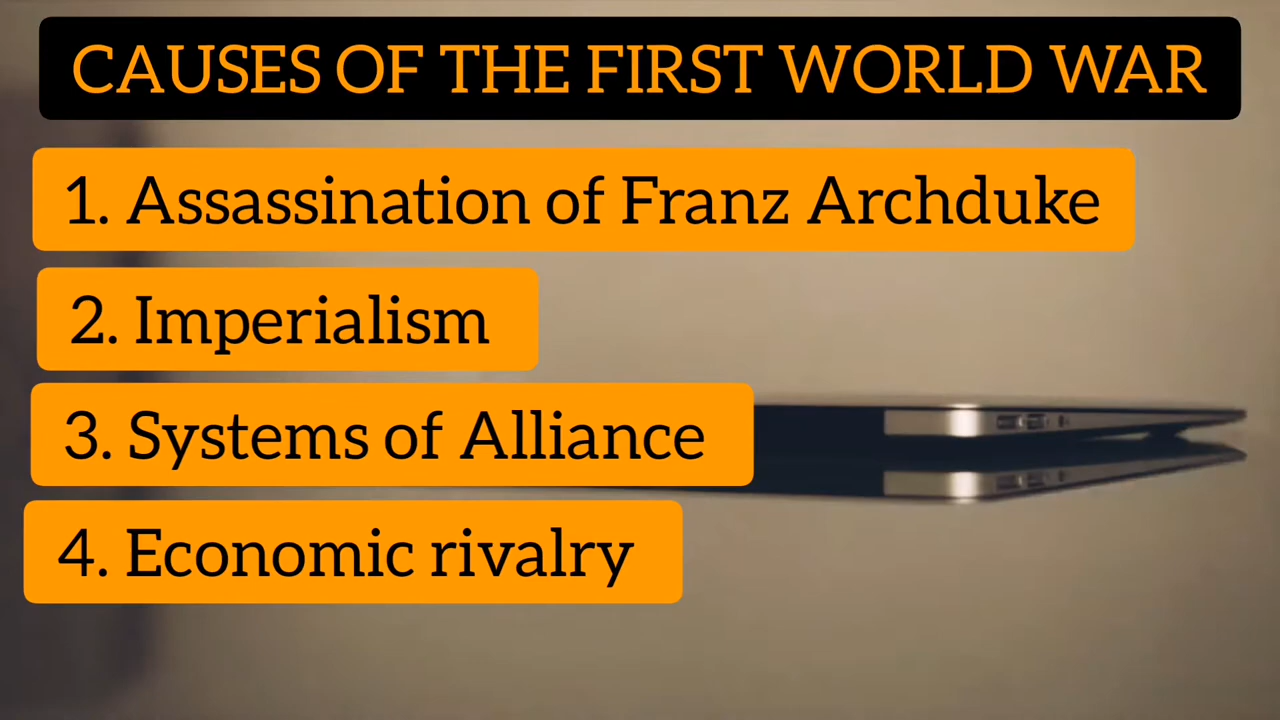 CAUSES OF THE FIRST WORLD WAR
1. Assassination of Franz Archduke
2. Imperialism
3. Systems of Alliance
4. Economic rivalry